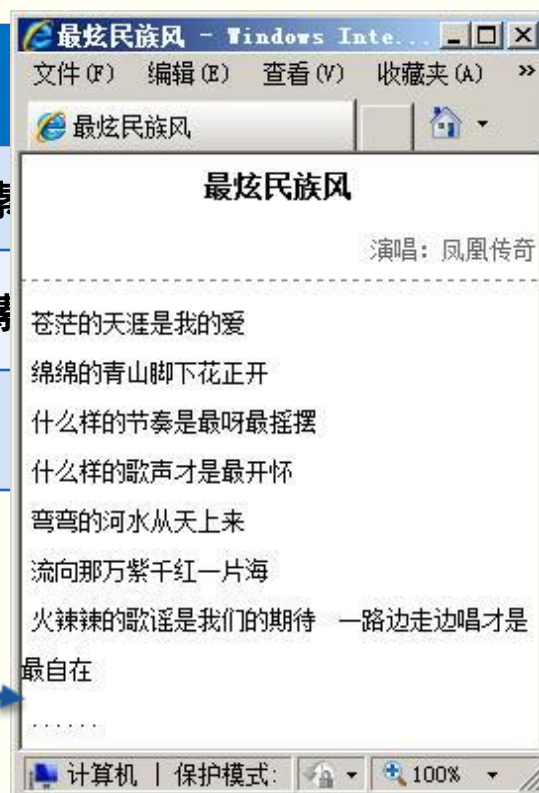 最炫民族风 - Windows Inte...
文件(F) 编辑(E) 查看(V) 收藏夹(A) »
最炫民族风
最炫民族风
演唱：凤凰传奇
苍茫的天涯是我的爱
绵绵的青山脚下花正开
什么样的节奏是最呀最摇摆
什么样的歌声才是最开怀
弯弯的河水从天上来
流向那万紫千红一片海
火辣辣的歌谣是我们的期待 一路边走边唱才是
最自在
......
计算机 | 保护模式: 100%